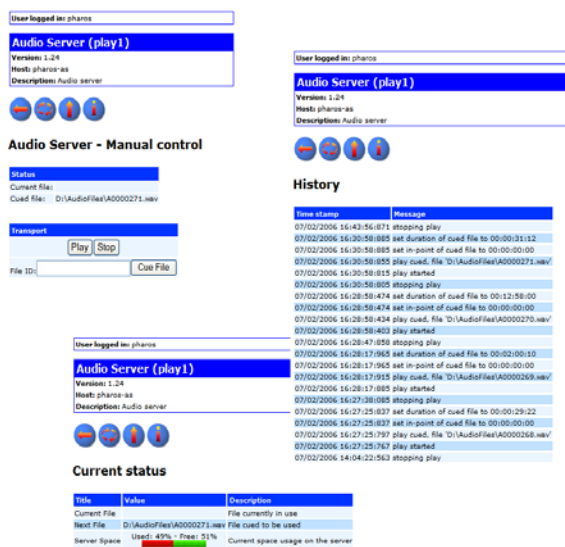 User logged in: pharos
Audio Server (play1)
Version: 1.24
Host: pharos-as
Description: Audio server
Audio Server - Manual control
Status
Current file:
Cued file: D:\AudioFiles\A0000271.wav
Transport
Play Stop
File ID: Cue File
User logged in: pharos
Audio Server (play1)
Version: 1.24
Host: pharos-as
Description: Audio server
History
Time stamp Message
07/02/2006 16:43:56:871 stopping play
07/02/2006 16:30:58:885 set duration of cued file to 00:00:31:12
07/02/2006 16:30:58:885 set in-point of cued file to 00:00:00:00
07/02/2006 16:30:58:855 play cued, file 'D:\AudioFiles\A0000271.wav'
07/02/2006 16:30:58:815 play started
07/02/2006 16:30:58:805 stopping play
07/02/2006 16:28:58:474 set duration of cued file to 00:12:58:00
07/02/2006 16:28:58:474 set in-point of cued file to 00:00:00:00
07/02/2006 16:28:58:434 play cued, file 'D:\AudioFiles\A0000270.wav'
07/02/2006 16:28:58:403 play started
07/02/2006 16:28:47:858 stopping play
07/02/2006 16:28:17:965 set duration of cued file to 00:02:00:10
07/02/2006 16:28:17:965 set in-point of cued file to 00:00:00:00
07/02/2006 16:28:17:915 play cued, file 'D:\AudioFiles\A0000269.wav'
07/02/2006 16:28:17:885 play started
07/02/2006 16:27:38:085 stopping play
07/02/2006 16:27:25:837 set duration of cued file to 00:00:29:22
07/02/2006 16:27:25:837 set in-point of cued file to 00:00:00:00
07/02/2006 16:27:25:797 play cued, file 'D:\AudioFiles\A0000268.wav'
07/02/2006 16:27:25:767 play started
07/02/2006 14:04:22:563 stopping play
User logged in: pharos
Audio Server (play1)
Version: 1.24
Host: pharos-as
Description: Audio server
Current status
Title Value Description
Current File File currently in use
Next File D:\AudioFiles\A0000271.wav File cued to be used
Server Space Used: 49% - Free: 51% Current space usage on the server